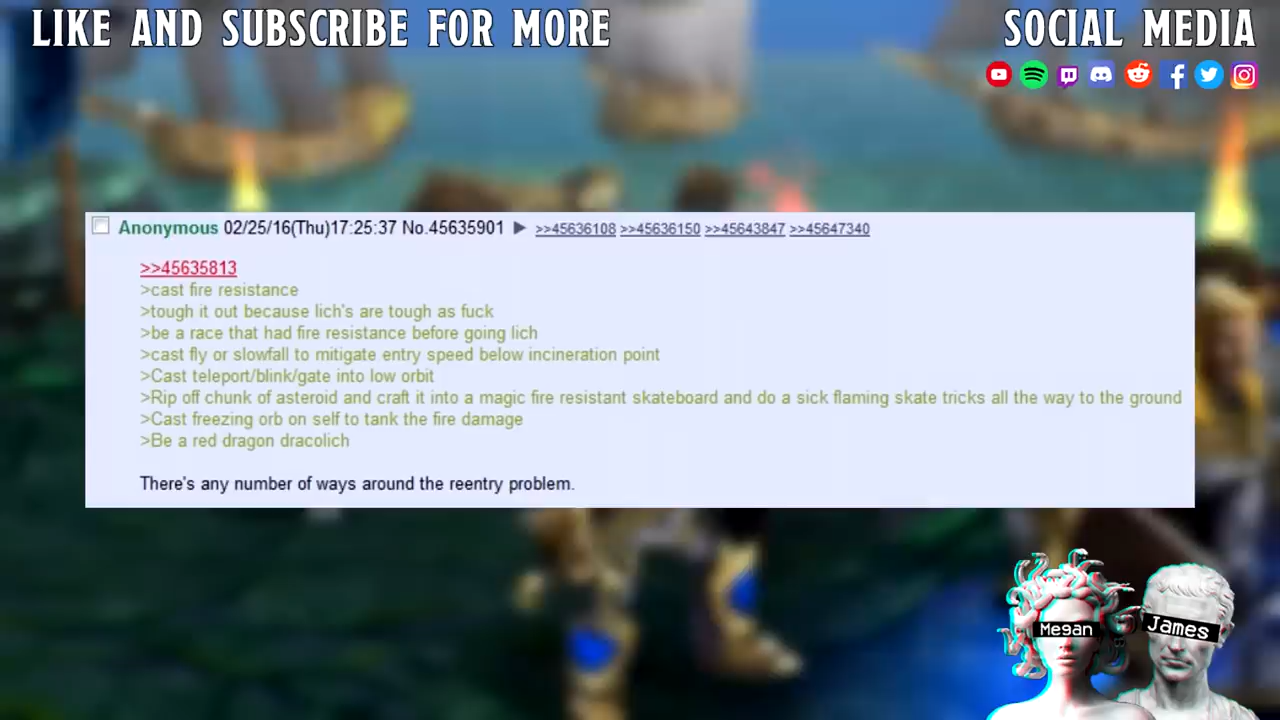 LIKE AND SUBSCRIBE FOR MORE
SOCIAL MEDIA
Anonymous 02/25/16(Thu)17:25:37 No.45635901 ▶ >>45636108 >>45636150 >>45643847 >>45647340
>>45635813
>cast fire resistance
>tough it out because lich's are tough as fuck
>be a race that had fire resistance before going lich
>cast fly or slowfall to mitigate entry speed below incineration point
>Cast teleport/blink/gate into low orbit
>Rip off chunk of asteroid and craft it into a magic fire resistant skateboard and do a sick flaming skate tricks all the way to the ground
>Cast freezing orb on self to tank the fire damage
>Be a red dragon dracolich
There's any number of ways around the reentry problem.
Megan
James